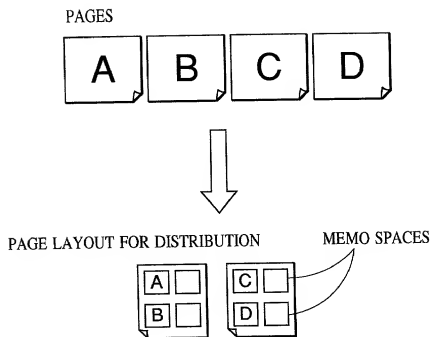 PAGES
A B C D
PAGE LAYOUT FOR DISTRIBUTION MEMO SPACES
A C
B D